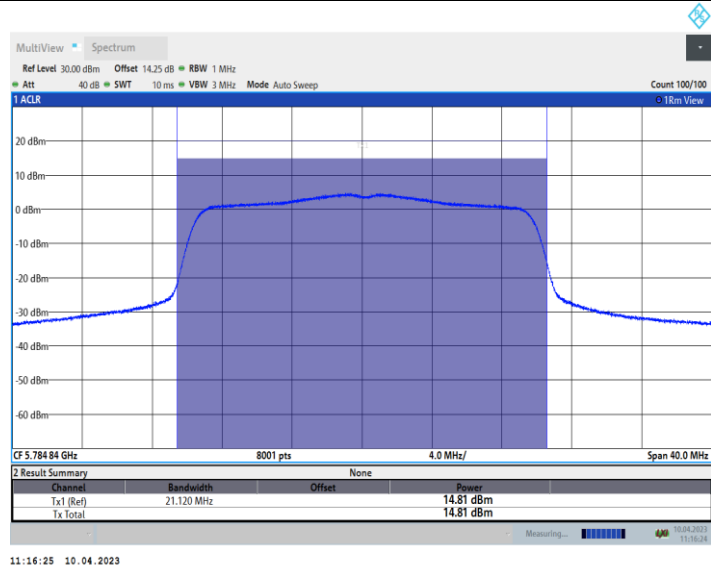 MultiView Spectrum
Ref Level 30.00 dBm Offset 14.25 dB RBW 1 MHz
Att 40 dB SWT 10 ms VBW 3 MHz Mode Auto Sweep Count 100/100
1 ACLR 1Rm View
20 dBm
10 dBm
0 dBm
-10 dBm
-20 dBm
-30 dBm
-40 dBm
-50 dBm
-60 dBm
CF 5.784 84 GHz 8001 pts 4.0 MHz/ Span 40.0 MHz
2 Result Summary None
Channel Bandwidth Offset Power
Tx1 (Ref) 21.120 MHz 14.81 dBm
Tx Total 14.81 dBm
Measuring... 10.04.2023
11:16:24
11:16:25 10.04.2023